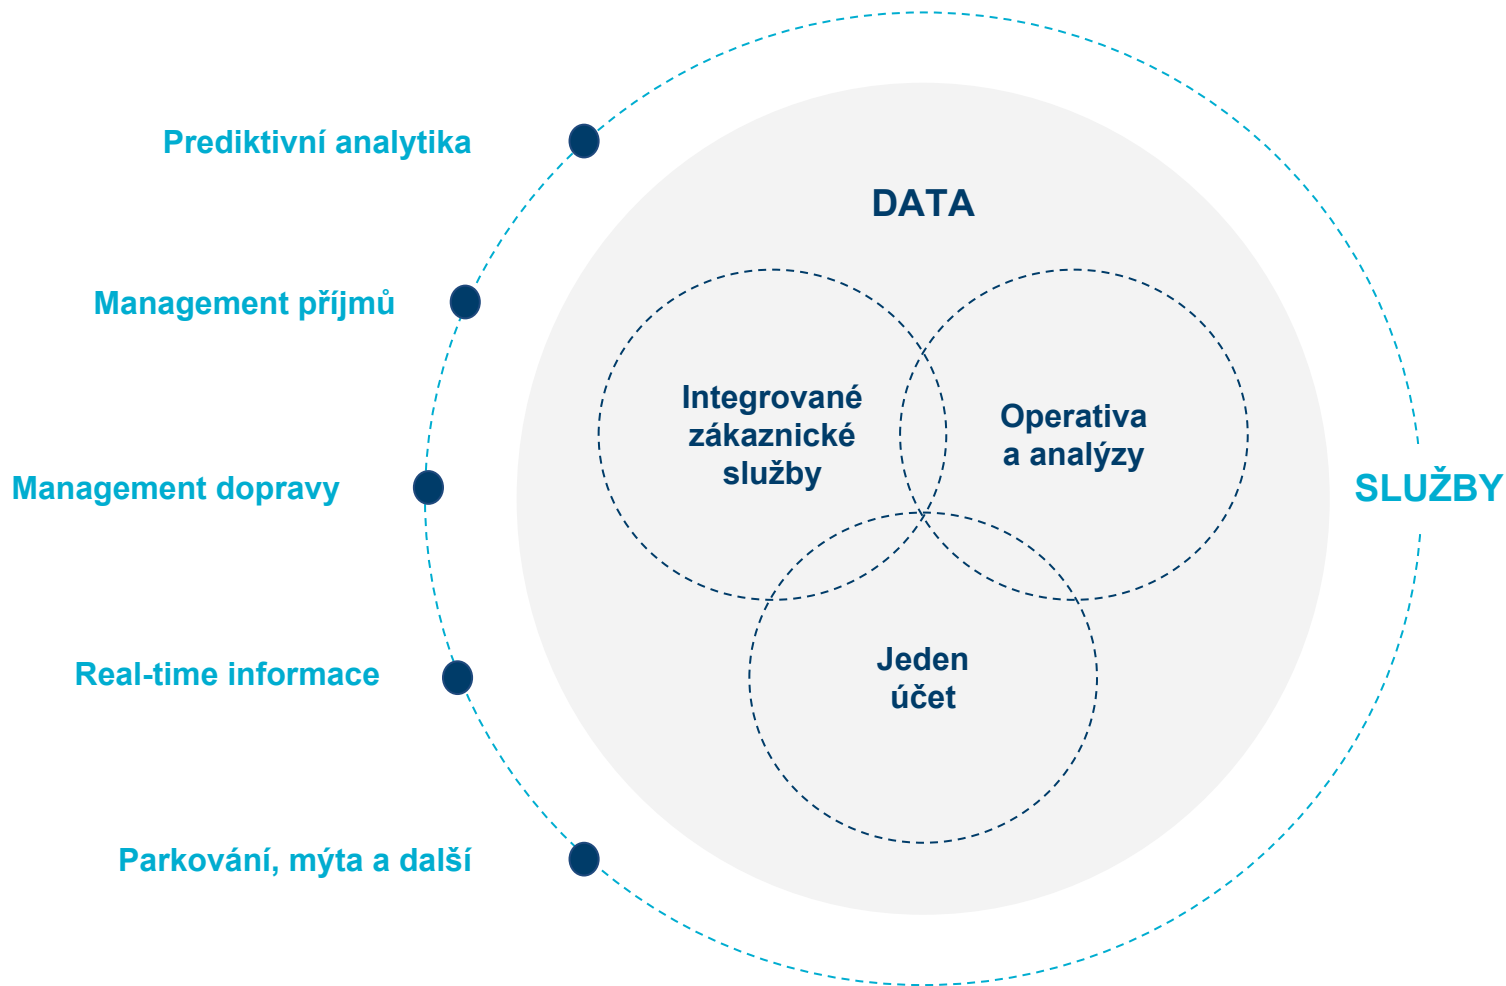 Prediktivní analytika
Management příjmů
Management dopravy
Real-time informace
Parkování, mýta a další
DATA
Integrované
zákaznické
služby
Operativa
a analýzy
Jeden
účet
SLUŽBY